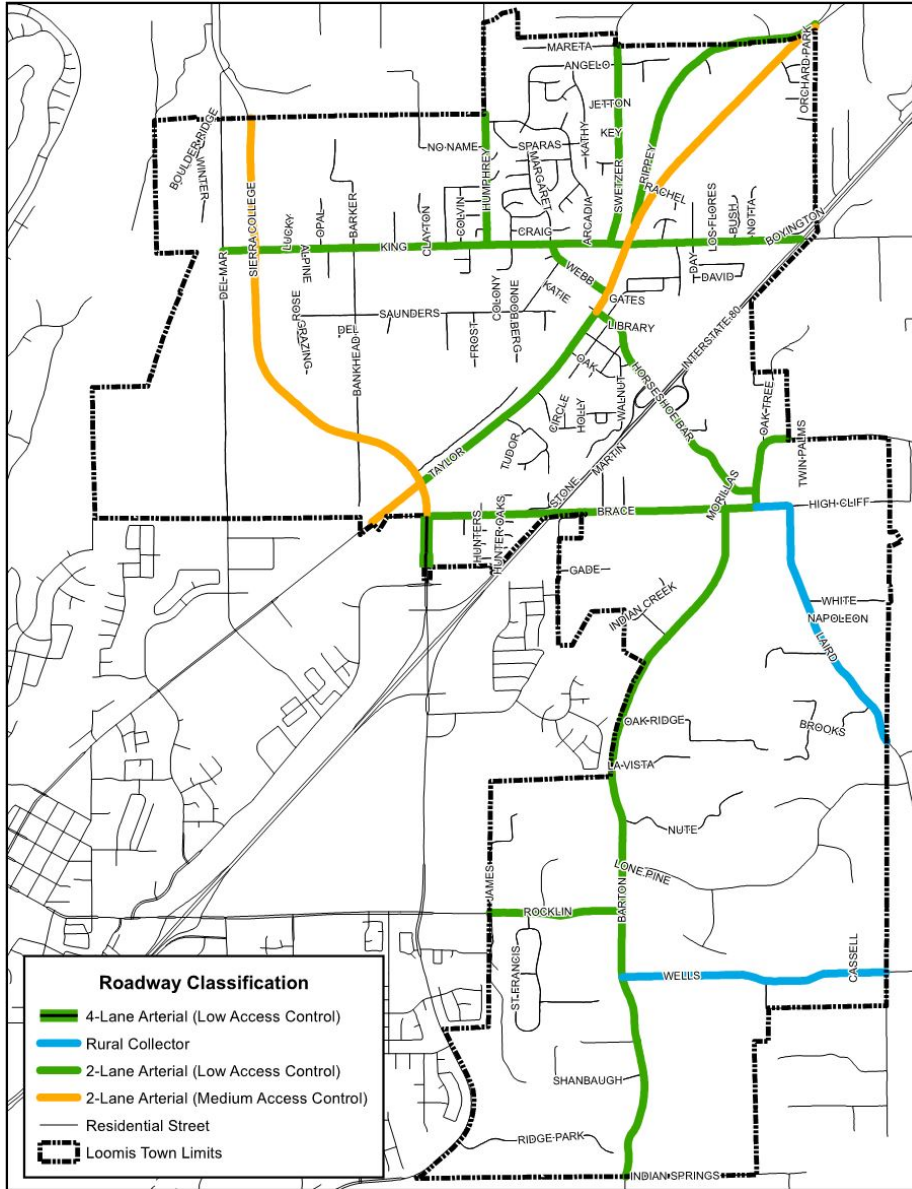 MARETA
ANGELO
ORCHARD PARK
JETTON
KEY
BOULDER RIDGE
WINTER
NO NAME
SPARAS
KATHY
MARGARET
HUMPHREY
SWETZER
RIPPEY
RACHEL
ARCADIA
LOS FLORES
BUSH
NOT-TA
BOYINGTON
SIERRA COLLEGE
LUCKY
OPAL
BARKER
CLAYTON
COLVIN
CRAIG
KING
ALPINE
DEL MAR
WEBB
DAY
DAVID
KATIE
GATES
ROSE
GRAZING
DEL
SAUNDERS
COLONY
BOONE
BERG
FROST
LIBRARY
INTERSTATE 80
BANKHEAD
OAK
WALNUT
HORSESHOE BAR
OAK TREE
CIRCLE
HOLLY
TUDOR
TAYLOR
TWIN PALMS
MARTIN
STONE
MORILLAS
BRACE
HIGH CLIFF
HUNTERS
HUNTER OAKS
GADE
INDIAN CREEK
WHITE
NAPOLEON
LAIRD
OAK RIDGE
BROOKS
LA VISTA
NUTE
LONE PINE
JAMES
ROCKLIN
BARTON
ST FRANCIS
WELLS
CASSELL
SHANBAUGH
RIDGE PARK
INDIAN SPRINGS
Roadway Classification
4-Lane Arterial (Low Access Control)
Rural Collector
2-Lane Arterial (Low Access Control)
2-Lane Arterial (Medium Access Control)
Residential Street
Loomis Town Limits